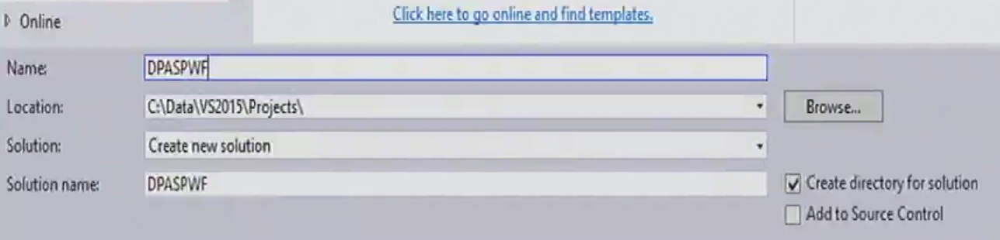 Online
Click here to go online and find templates.
Name:
DPASPWF
Location:
C:\Data\VS2015\Projects\
Browse...
Solution:
Create new solution
Solution name:
DPASPWF
Create directory for solution
Add to Source Control